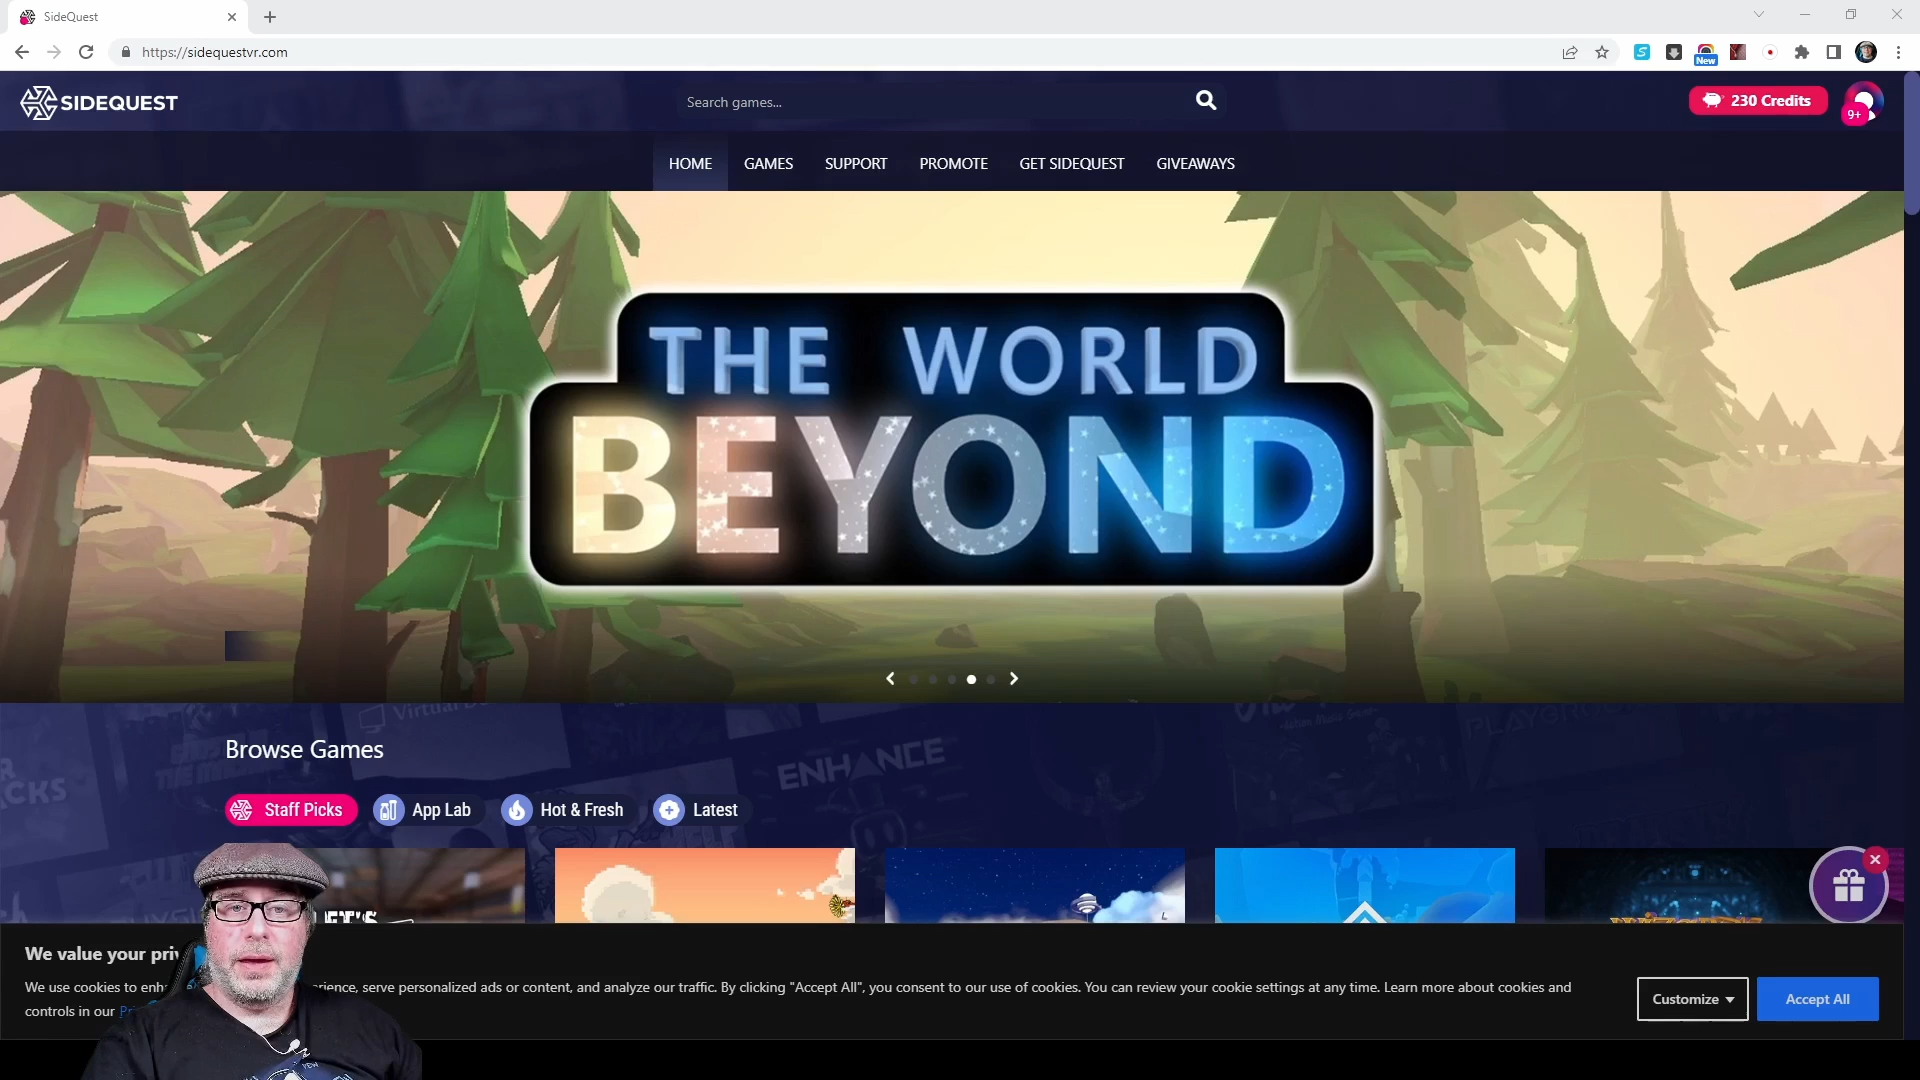 SideQuest
https://sidequestvr.com
New
SIDEQUEST
Search games...
230 Credits
9+
HOME
GAMES
SUPPORT
PROMOTE
GET SIDEQUEST
GIVEAWAYS
THE WORLD
BEYOND
Virtual
ENHANCE
Browse Games
Staff Picks
App Lab
Hot & Fresh
Latest
We value your
We use cookies to
serve personalized ads or content, and analyze our traffic. By clicking "Accept All", you consent to our use of cookies. You can review your cookie settings at any time. Learn more about cookies and
controls in our
Customize
Accept All